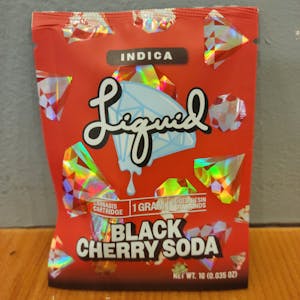 INDICA
Liquid
CANNABIS CARTRIDGE
1 GRAM
BLACK
CHERRY SODA
NET WT. 1G (0.035 OZ)